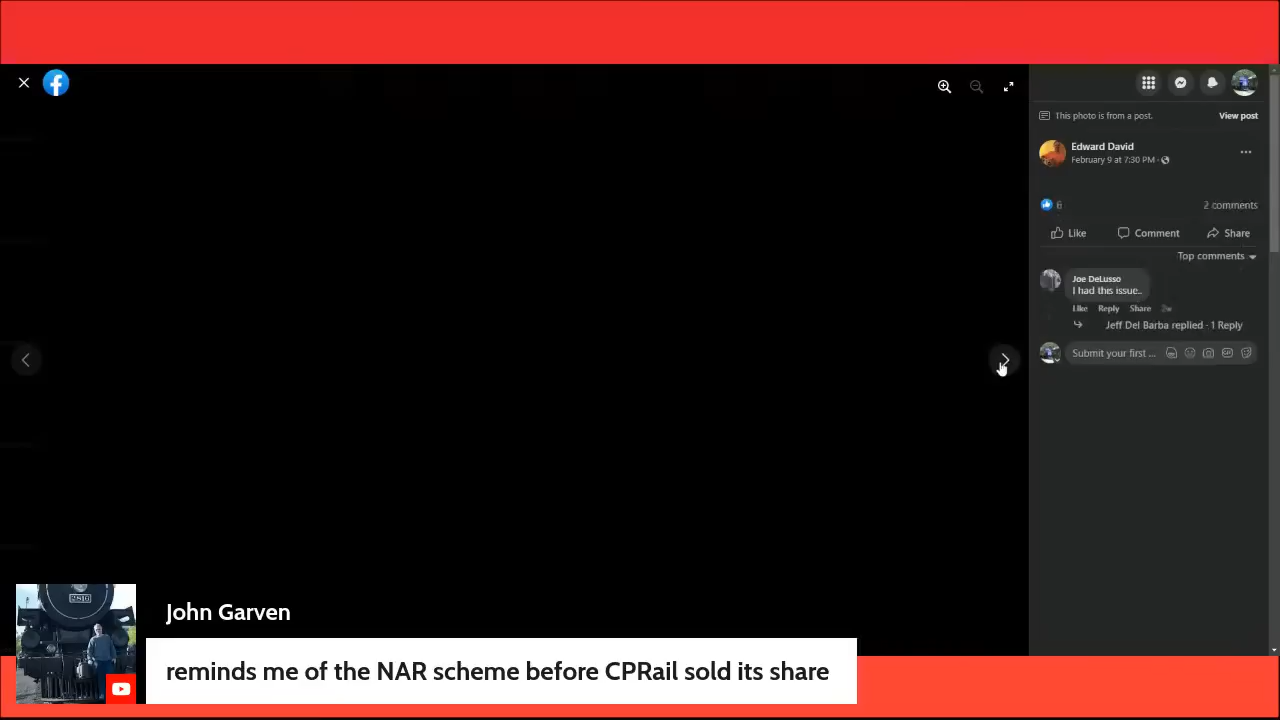 This photo is from a post.
View post
Edward David
February 9 at 7:30 PM ·
6
2 comments
Like
Comment
Share
Top comments
Joe DeLusso
I had this issue..
Like Reply Share 2w
Jeff Del Barba replied · 1 Reply
Submit your first ...
2816
John Garven
reminds me of the NAR scheme before CPRail sold its share